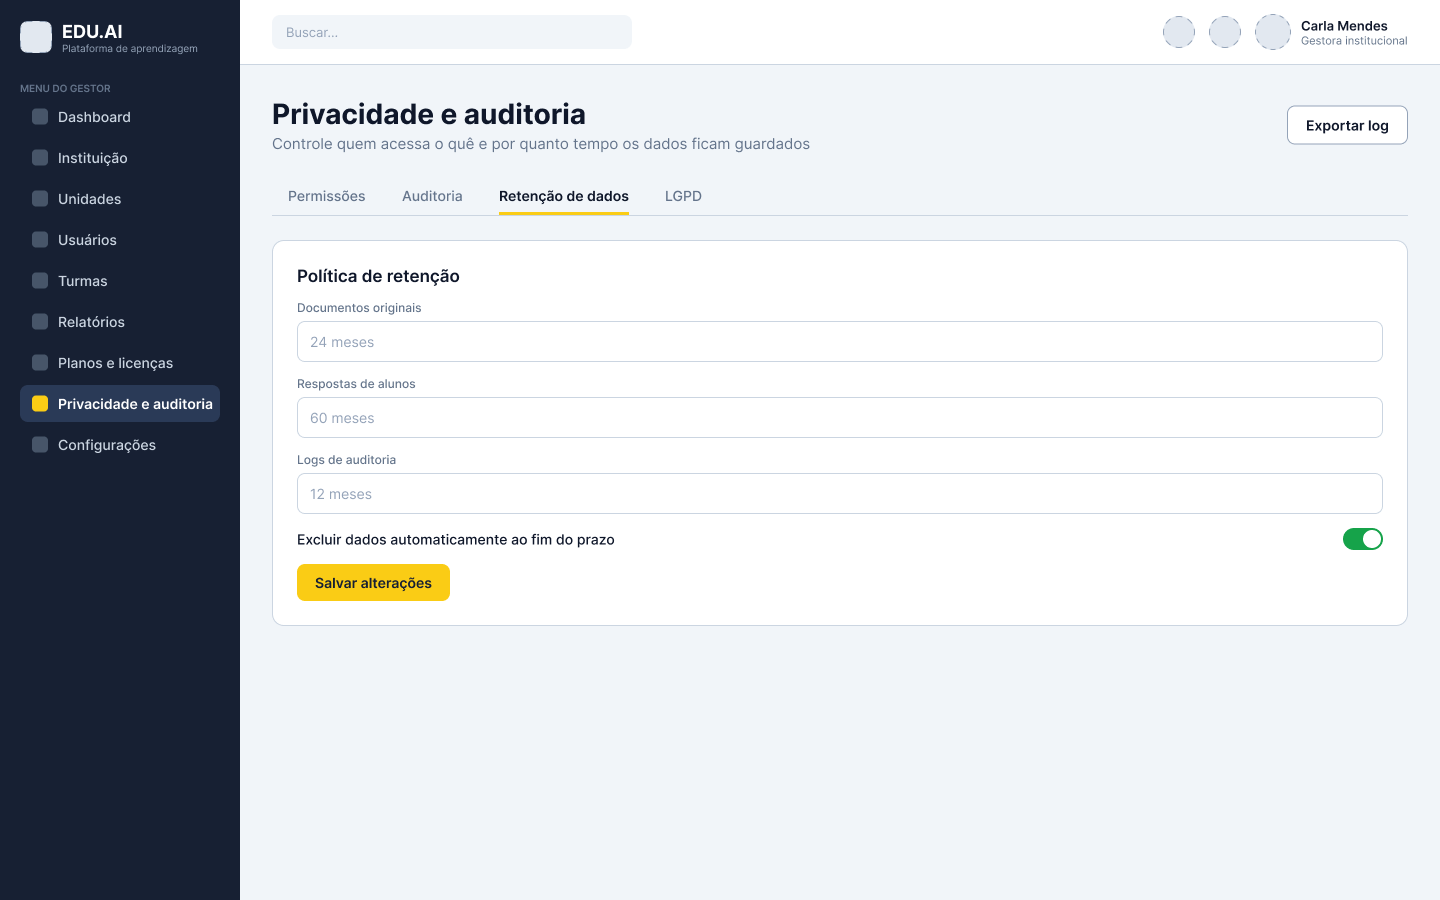 EDU.AI
Plataforma de aprendizagem
MENU DO GESTOR
Dashboard
Instituição
Unidades
Usuários
Turmas
Relatórios
Planos e licenças
Privacidade e auditoria
Configurações
Buscar...
Carla Mendes
Gestora institucional
Privacidade e auditoria
Controle quem acessa o quê e por quanto tempo os dados ficam guardados
Exportar log
Permissões
Auditoria
Retenção de dados
LGPD
Política de retenção
Documentos originais
24 meses
Respostas de alunos
60 meses
Logs de auditoria
12 meses
Excluir dados automaticamente ao fim do prazo
Salvar alterações